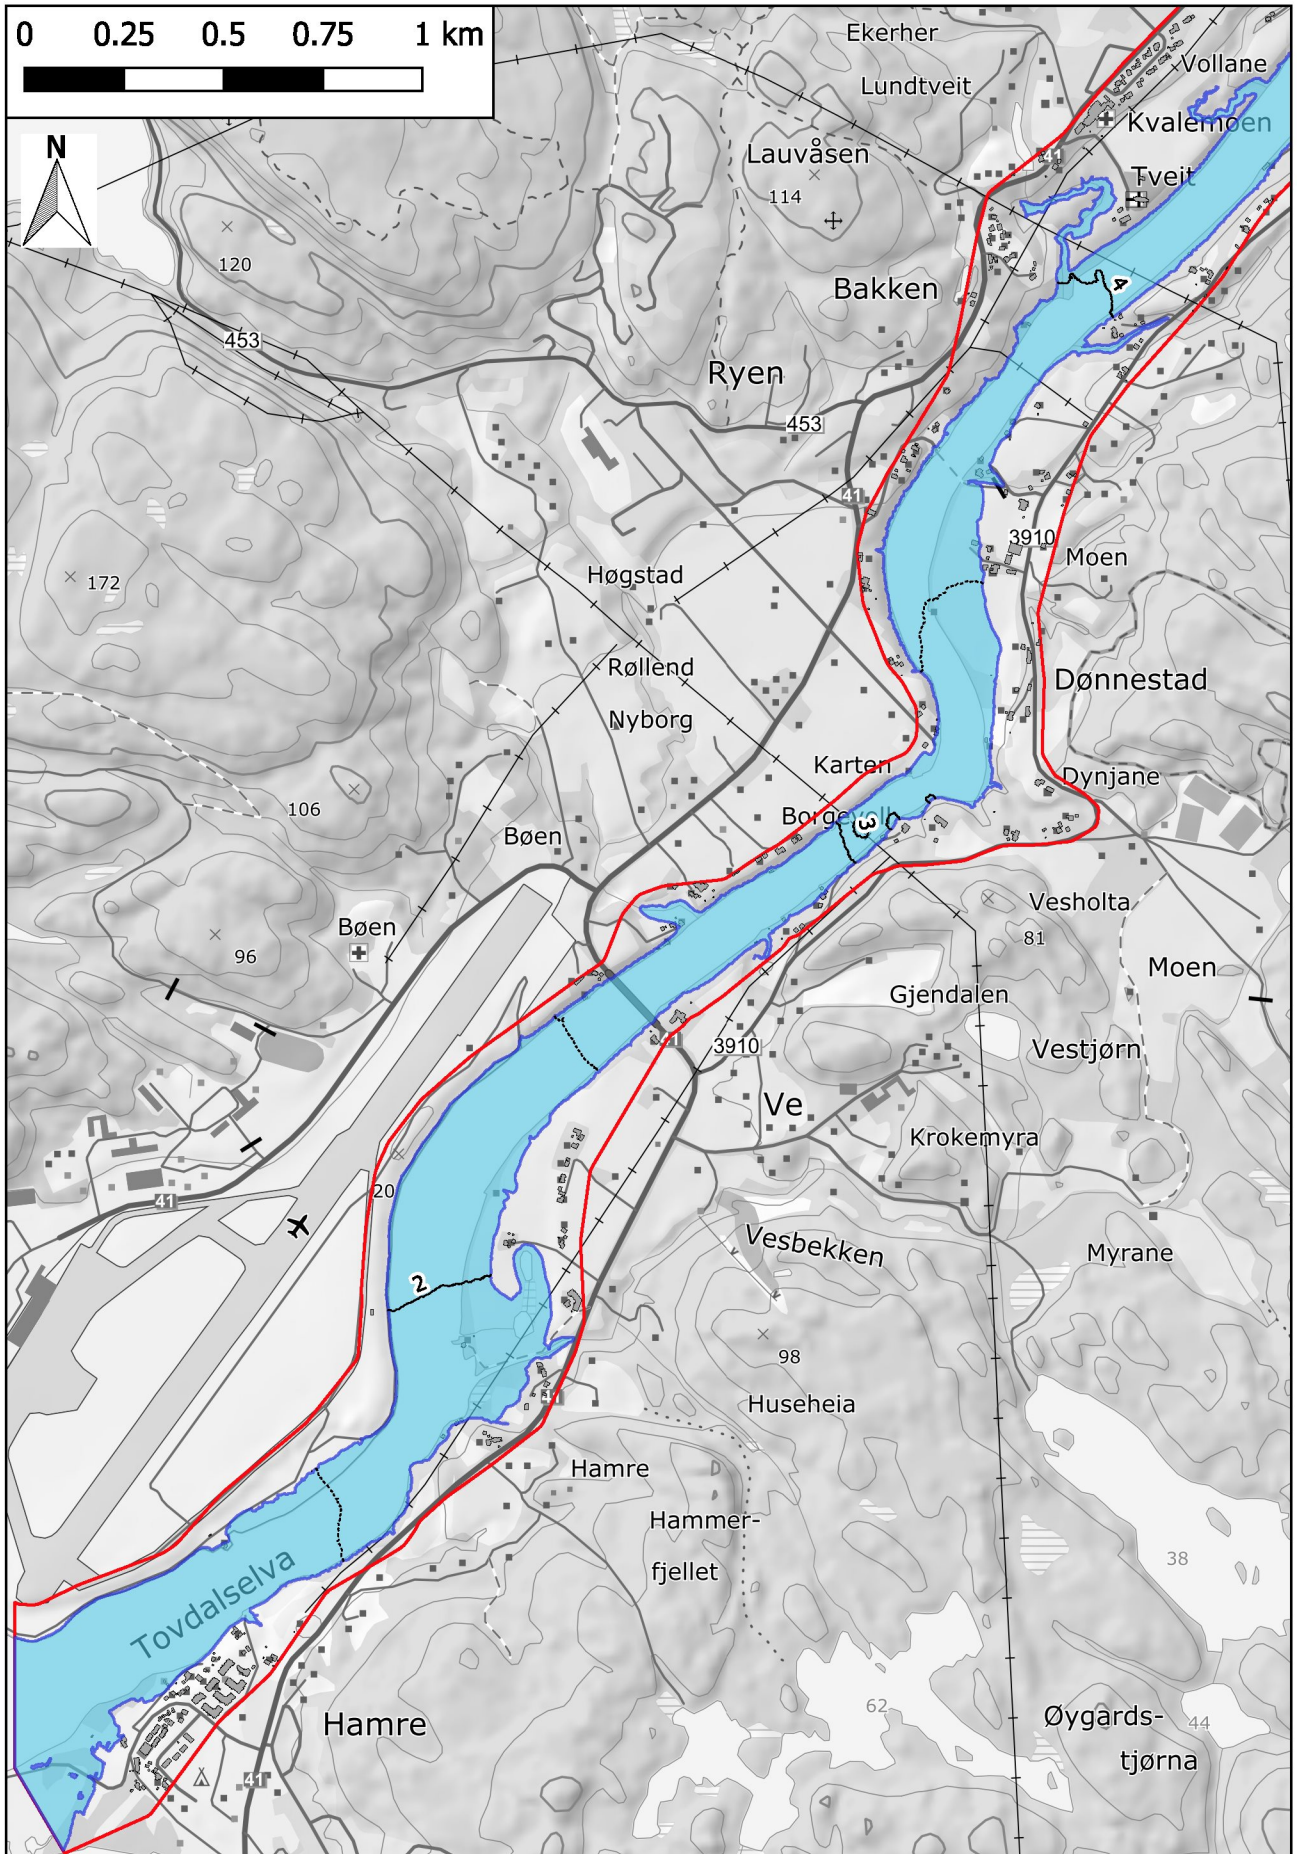 0 0.25 0.5 0.75 1 km
N
Ekerher
Lundtveit
Vollane
Kvalemoen
41
Lauvåsen
114
Tveit
120
Bakken
4
453
Ryen
453
41
3910
Moen
172
Høgstad
Røllend
Dønnestad
Nyborg
Karten
Dynjane
106
Bøen
3
Vesholta
Bøen
81
96
Moen
Gjendalen
3910
Vestjørn
Ve
Krokemyra
20
41
Vesbekken
Myrane
2
98
Huseheia
Hamre
Hammer-
fjellet
38
Tovdalselva
62
Hamre
Øygards-
44
tjørna
41